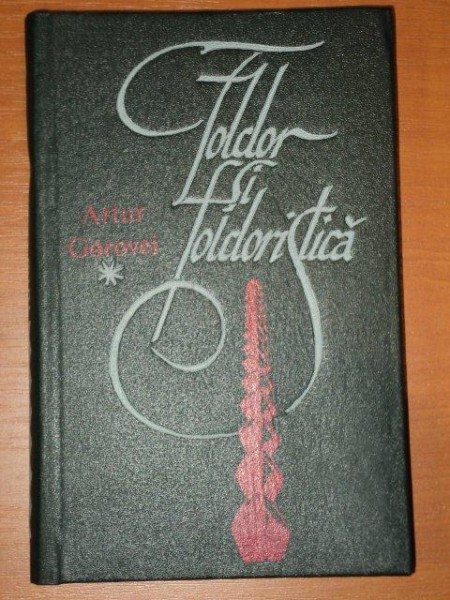 Folclor
și
folcloristică
Artur
Gorovei
*